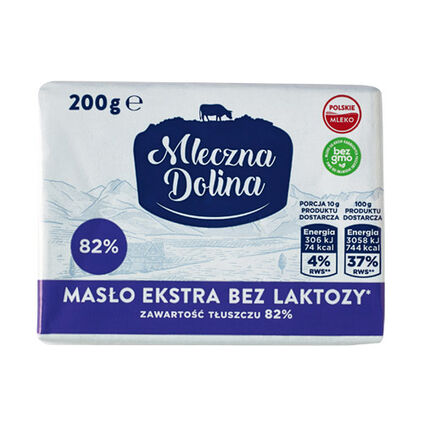 200g ℮
Mleczna
Dolina
POLSKIE
MLEKO
bez
gmo
PORCJA 10g
PRODUKTU
DOSTARCZA
100g
PRODUKTU
DOSTARCZA
Energia
306 kJ
74 kcal
4%
RWS**
Energia
3058 kJ
744 kcal
37%
RWS**
82%
MASŁO EKSTRA BEZ LAKTOZY*
ZAWARTOŚĆ TŁUSZCZU 82%